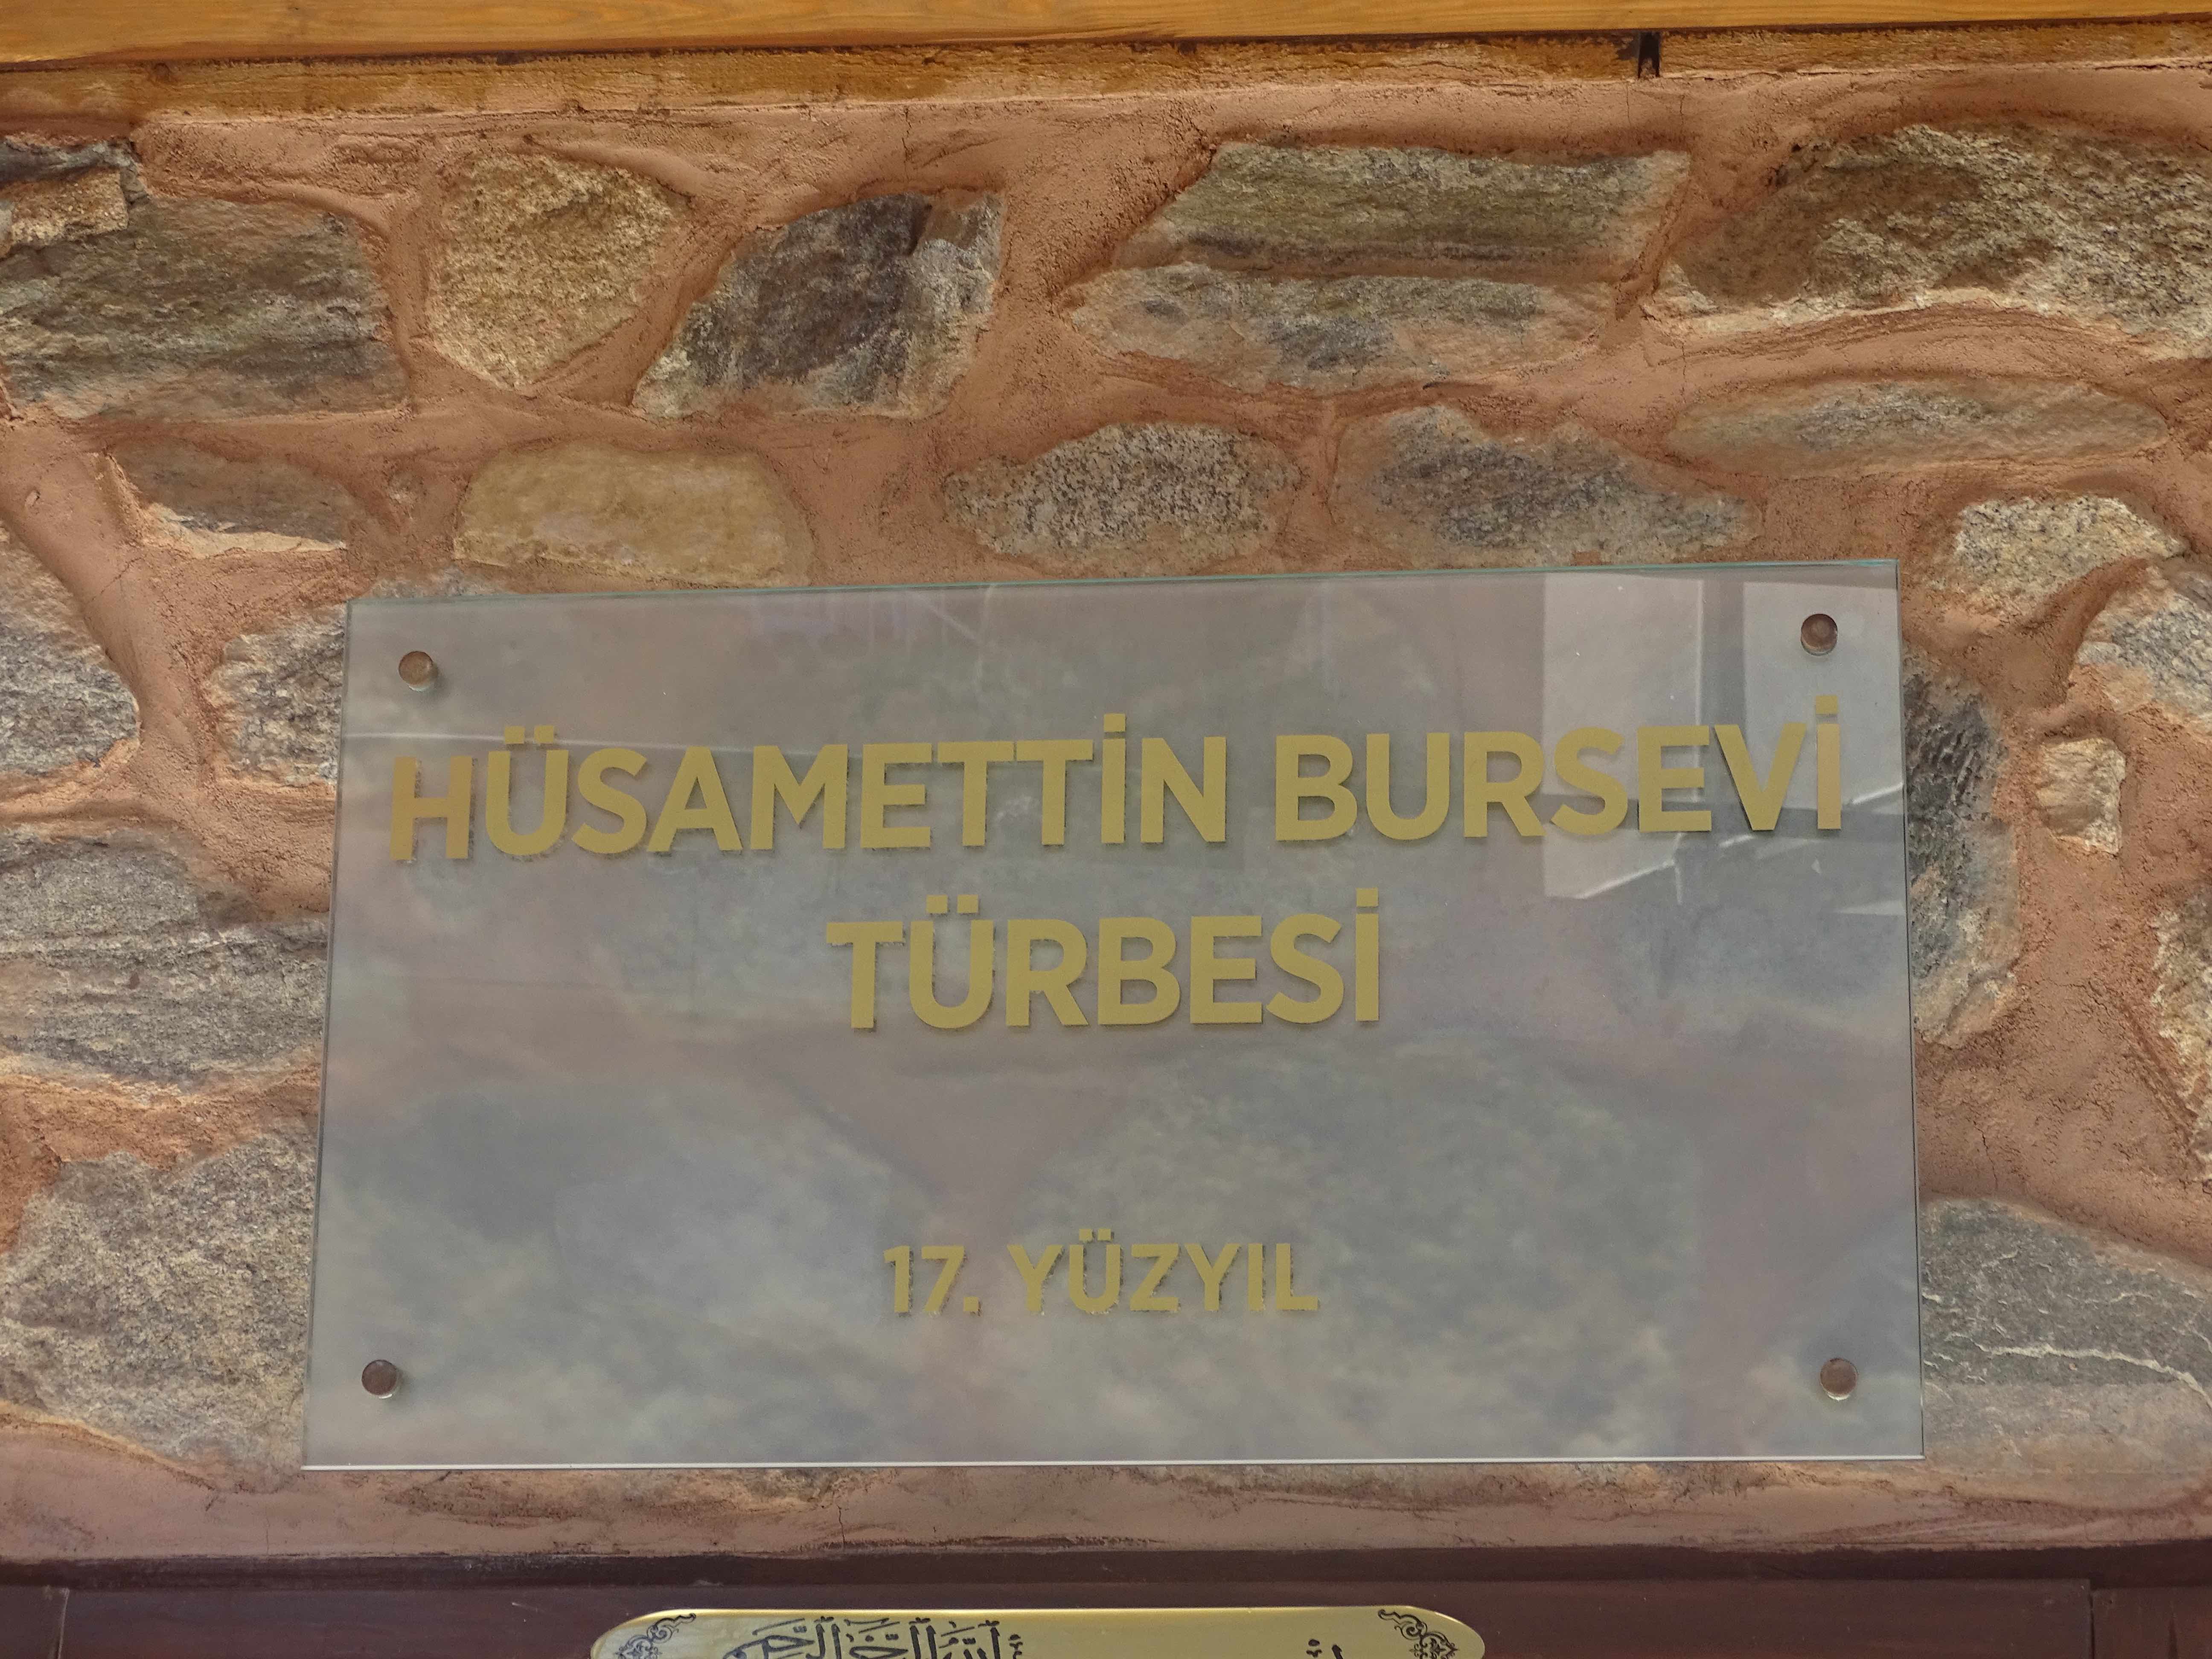 HÜSAMETTİN BURSEVİ
TÜRBESİ
17. YÜZYIL